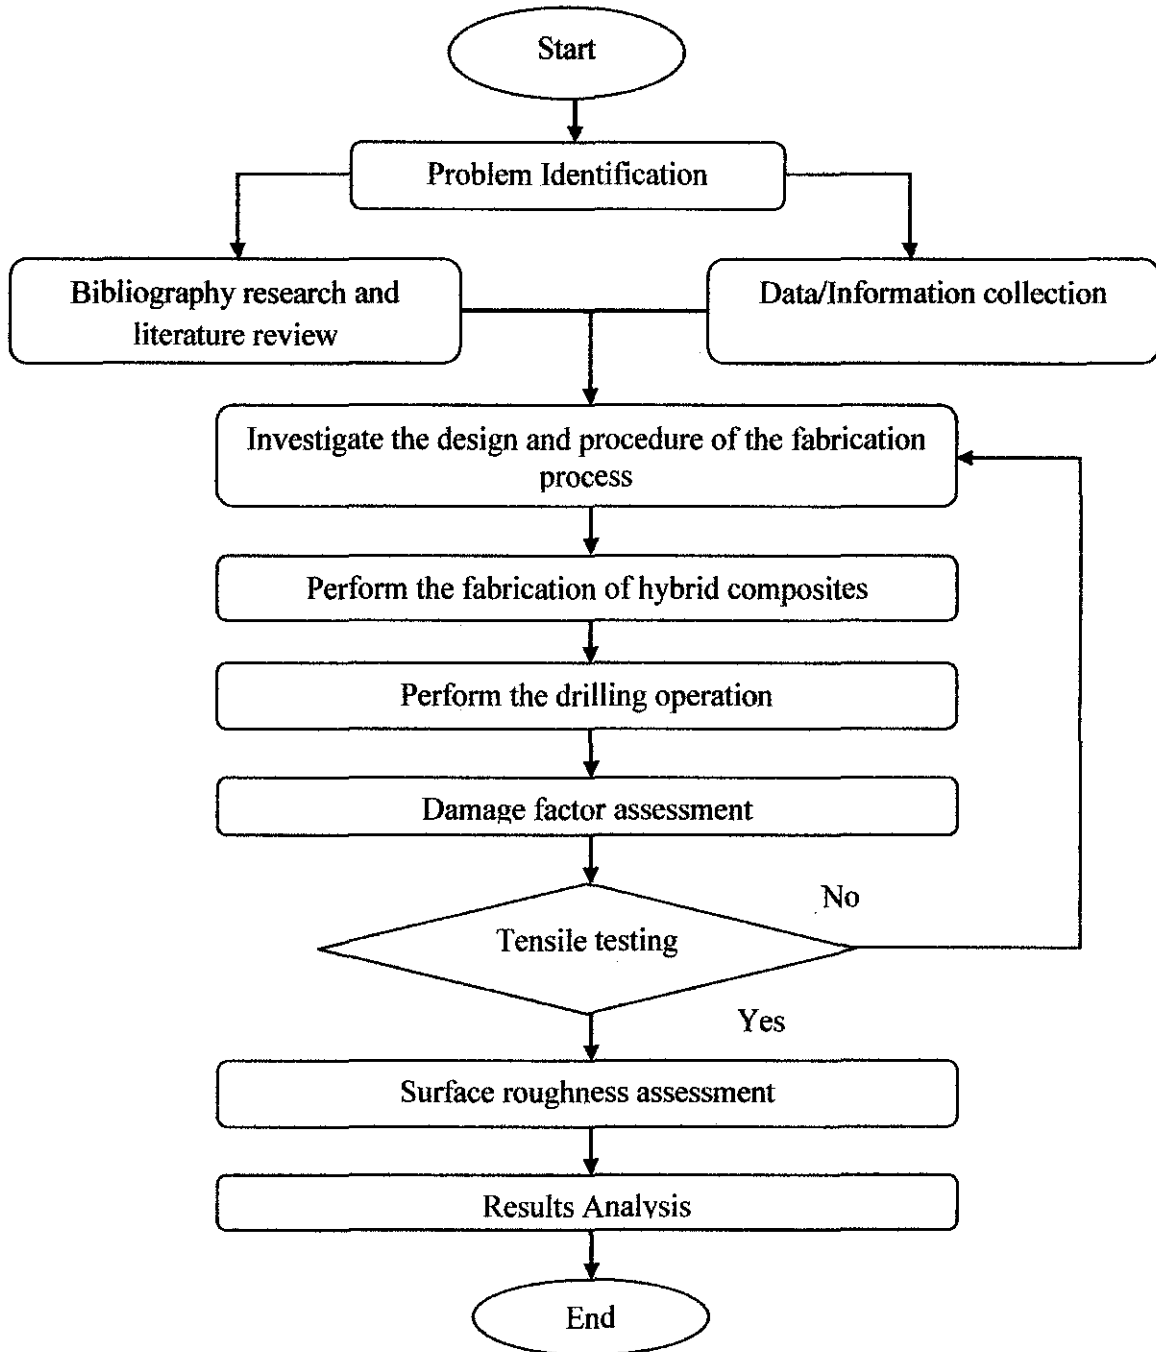 Start
Problem Identification
Bibliography research and
literature review
Data/Information collection
Investigate the design and procedure of the fabrication
process
Perform the fabrication of hybrid composites
Perform the drilling operation
Damage factor assessment
No
Tensile testing
Yes
Surface roughness assessment
Results Analysis
End